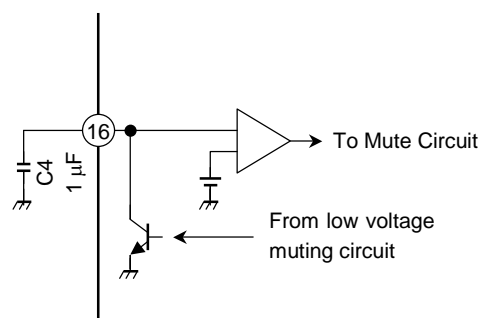 16
To Mute Circuit
C4
1 μF
From low voltage
muting circuit